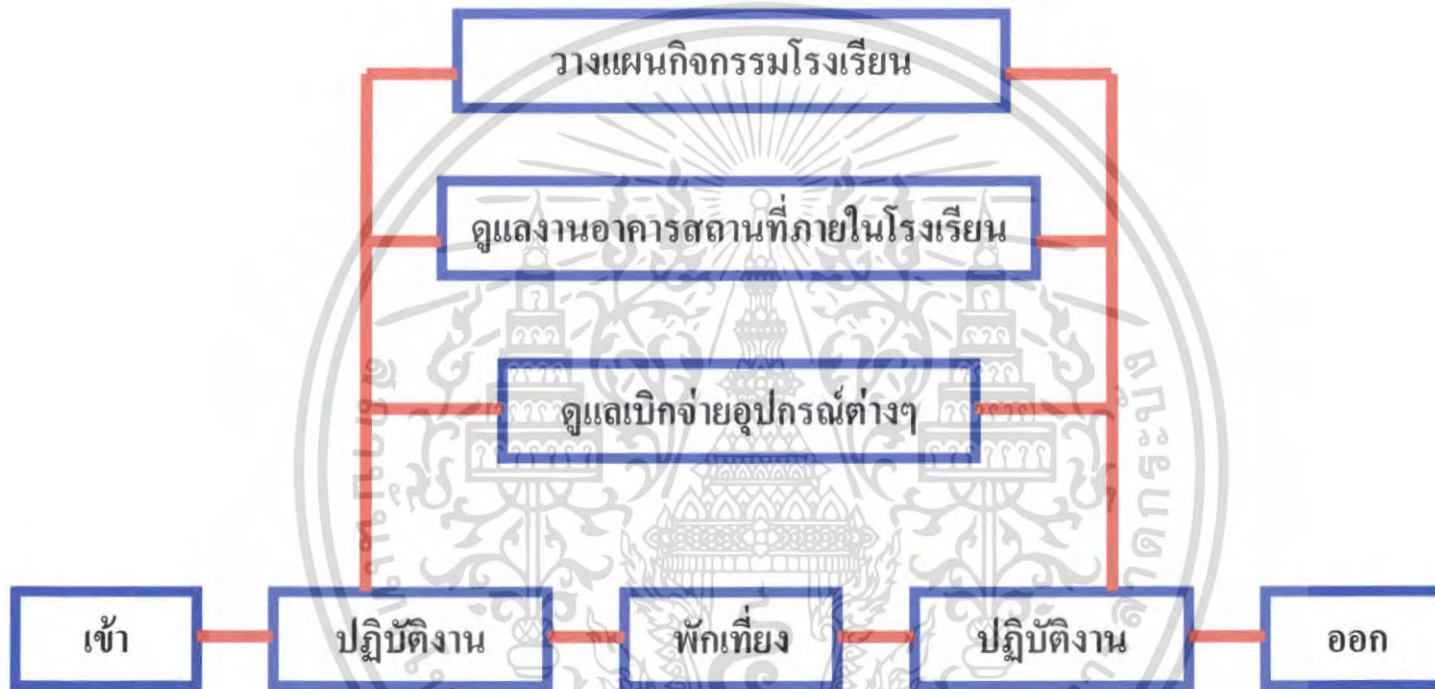 วางแผนกิจกรรมโรงเรียน
ดูแลงานอาคารสถานที่ภายในโรงเรียน
ดูแลเบิกจ่ายอุปกรณ์ต่างๆ
เข้า
ปฏิบัติงาน
พักเที่ยง
ปฏิบัติงาน
ออก